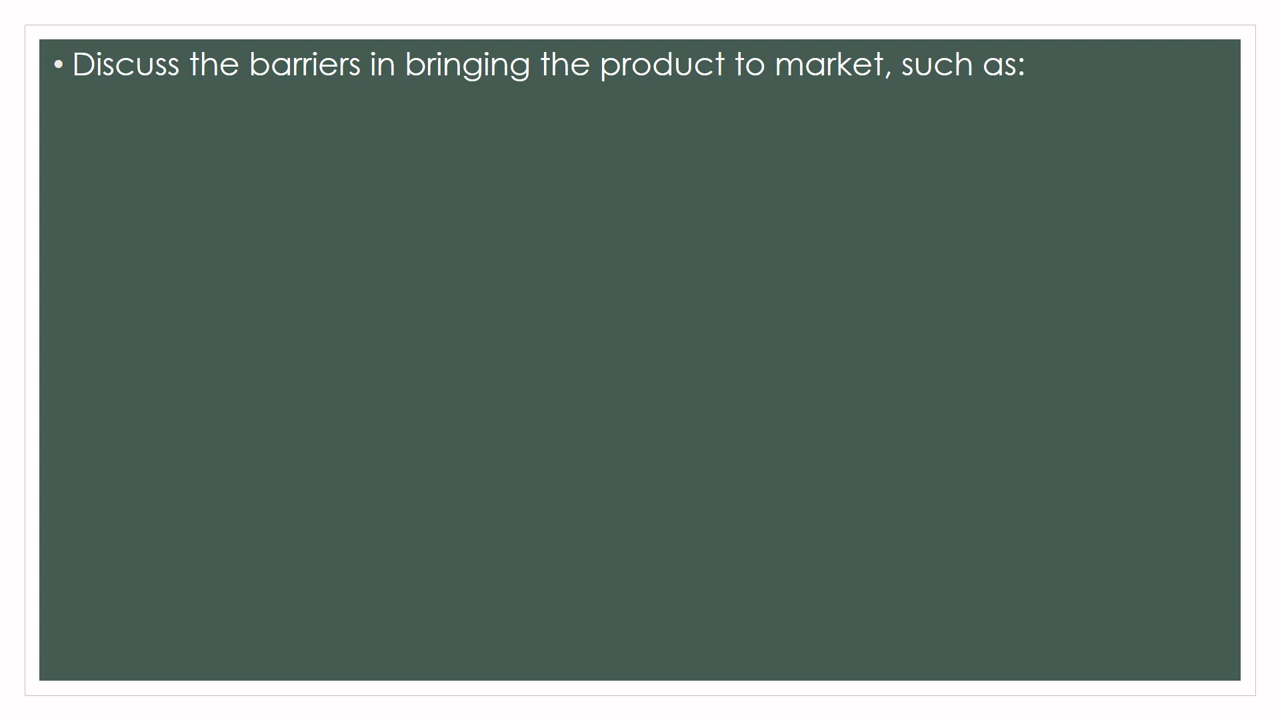 • Discuss the barriers in bringing the product to market, such as: